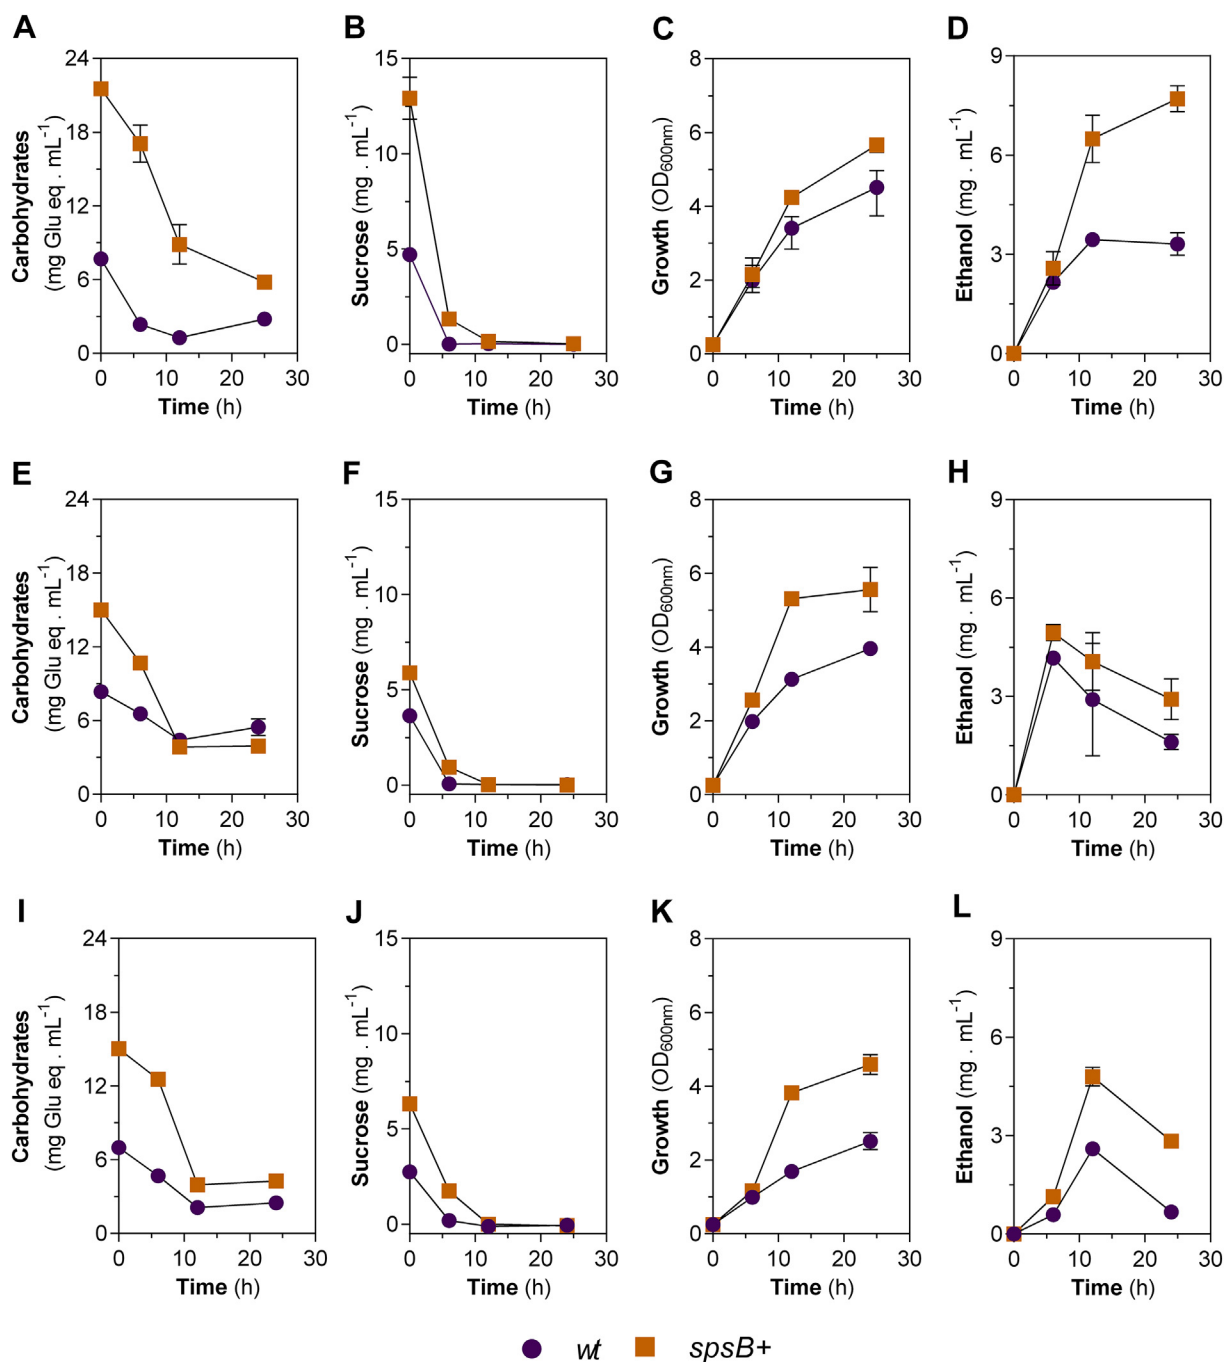 A
B
C
D
Carbohydrates
(mg Glu eq . mL⁻¹)
24
18
12
6
0
0 10 20 30
Time (h)
Sucrose (mg . mL⁻¹)
15
10
5
0
0 10 20 30
Time (h)
Growth (OD₆₀₀nm)
8
6
4
2
0
0 10 20 30
Time (h)
Ethanol (mg . mL⁻¹)
9
6
3
0
0 10 20 30
Time (h)
E
F
G
H
Carbohydrates
(mg Glu eq . mL⁻¹)
24
18
12
6
0
0 10 20 30
Time (h)
Sucrose (mg . mL⁻¹)
15
10
5
0
0 10 20 30
Time (h)
Growth (OD₆₀₀nm)
8
6
4
2
0
0 10 20 30
Time (h)
Ethanol (mg . mL⁻¹)
9
6
3
0
0 10 20 30
Time (h)
I
J
K
L
Carbohydrates
(mg Glu eq . mL⁻¹)
24
18
12
6
0
0 10 20 30
Time (h)
Sucrose (mg . mL⁻¹)
15
10
5
0
0 10 20 30
Time (h)
Growth (OD₆₀₀nm)
8
6
4
2
0
0 10 20 30
Time (h)
Ethanol (mg . mL⁻¹)
9
6
3
0
0 10 20 30
Time (h)
wt spsB+